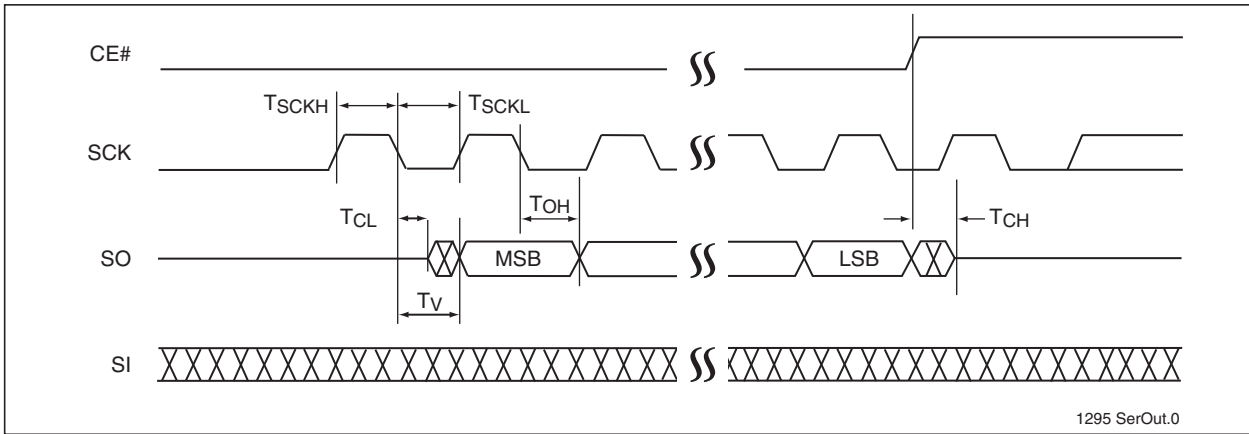 CE#
TSCKH
TSCKL
SCK
TCL
TOH
TCH
SO
MSB
LSB
TV
SI
1295 SerOut.0